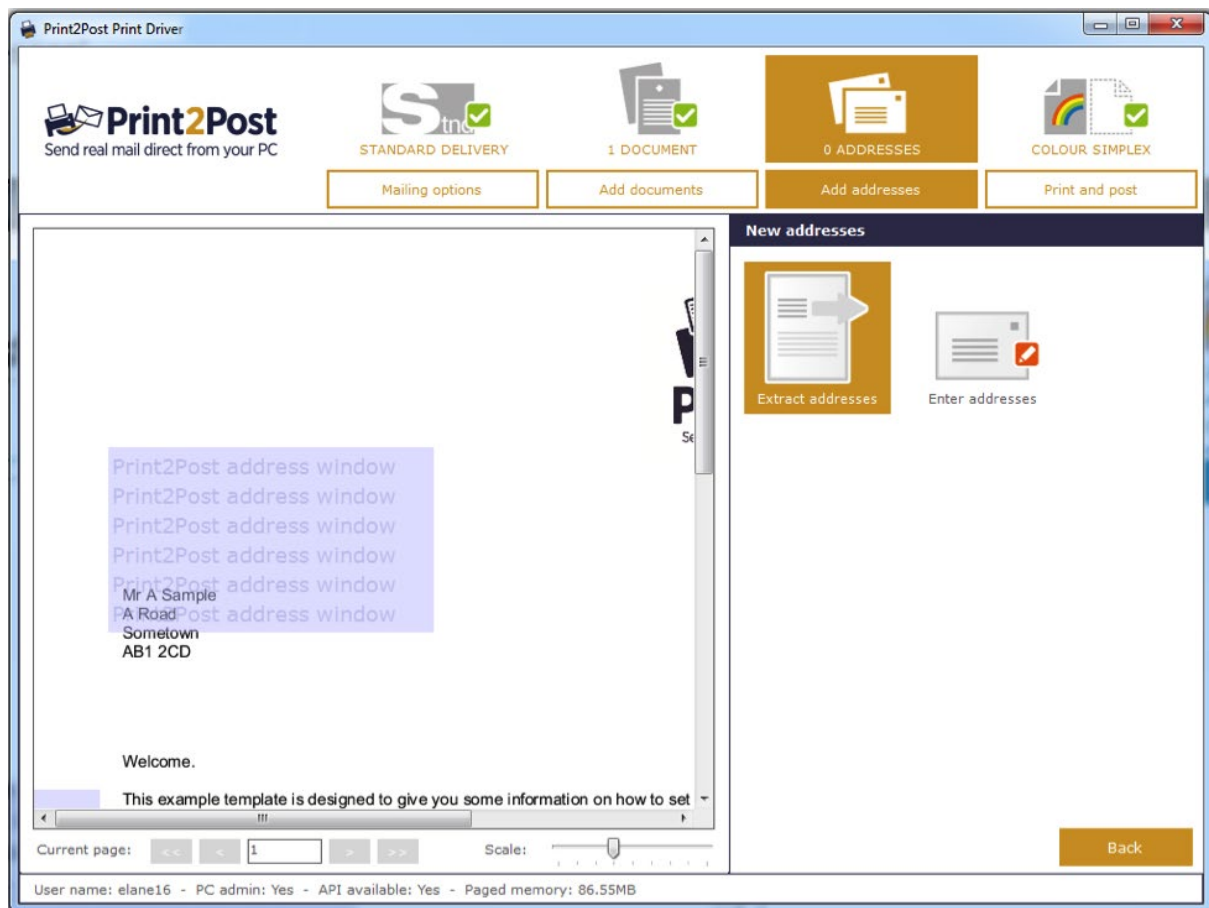 Print2Post Print Driver
Print2Post
Send real mail direct from your PC
Stnd
STANDARD DELIVERY
1 DOCUMENT
0 ADDRESSES
COLOUR SIMPLEX
Mailing options
Add documents
Add addresses
Print and post
New addresses
Extract addresses
Enter addresses
P
Se
Print2Post address window
Print2Post address window
Print2Post address window
Print2Post address window
Print2Post address window
Mr A Sample
Print2Post address window
A Road
Sometown
AB1 2CD
Welcome.
This example template is designed to give you some information on how to set
Current page:
<<
<
1
>
>>
Scale:
Back
User name: elane16 - PC admin: Yes - API available: Yes - Paged memory: 86.55MB